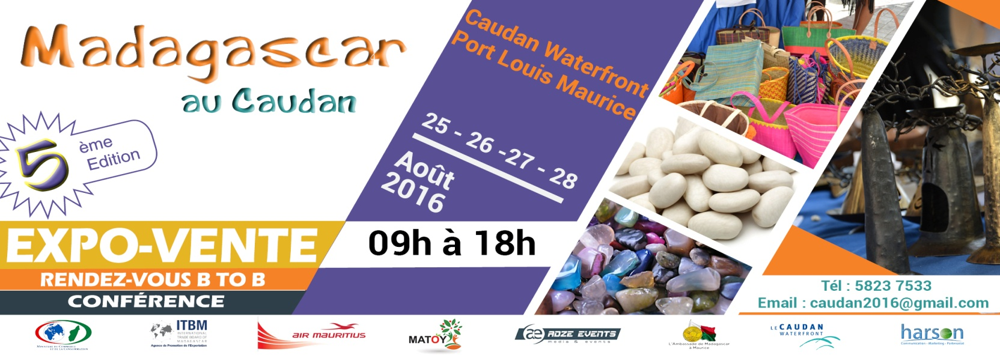 Madagascar
au Caudan
5 ème
Edition
Caudan Waterfront
Port Louis Maurice
25 - 26 -27 - 28
Août
2016
09h à 18h
EXPO-VENTE
RENDEZ-VOUS B TO B
CONFÉRENCE
Tél : 5823 7533
Email : caudan2016@gmail.com
MINISTERE DU COMMERCE
ET DE LA CONSOMMATION
ITBM
INTERNATIONAL
TRADE BOARD OF
MADAGASCAR
Agence de Promotion de l'Exportation
AIR MAURITIUS
MATOY
ae ADZE EVENTS
media & events
L'Ambassade de Madagascar
à Maurice
LE CAUDAN
WATERFRONT
harson
Communication - Marketing - Partenariat